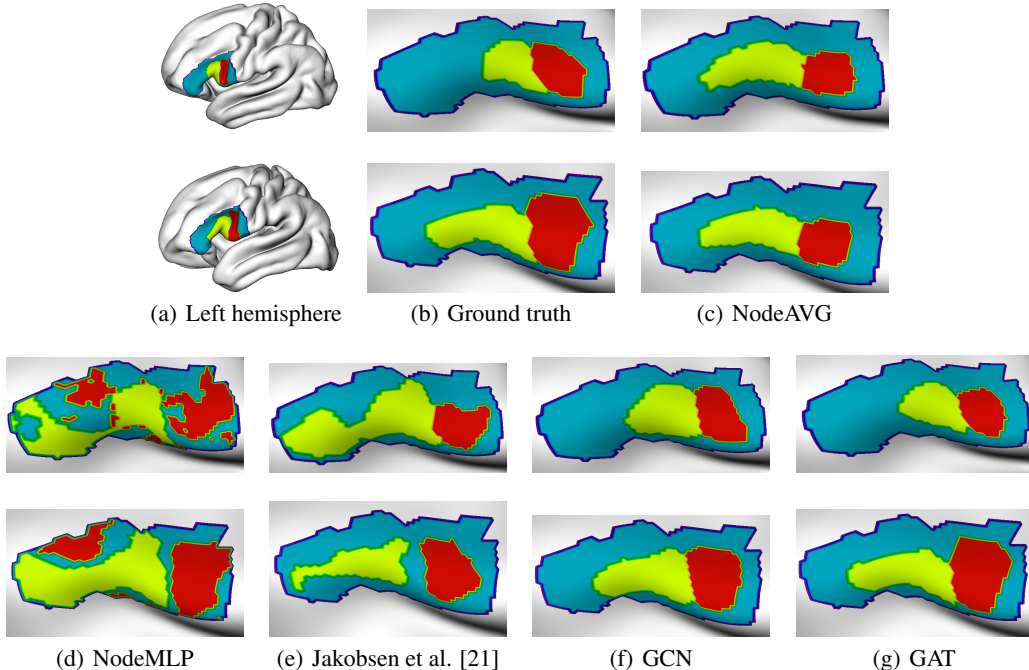 (a) Left hemisphere
(b) Ground truth
(c) NodeAVG
(d) NodeMLP
(e) Jakobsen et al. [21]
(f) GCN
(g) GAT